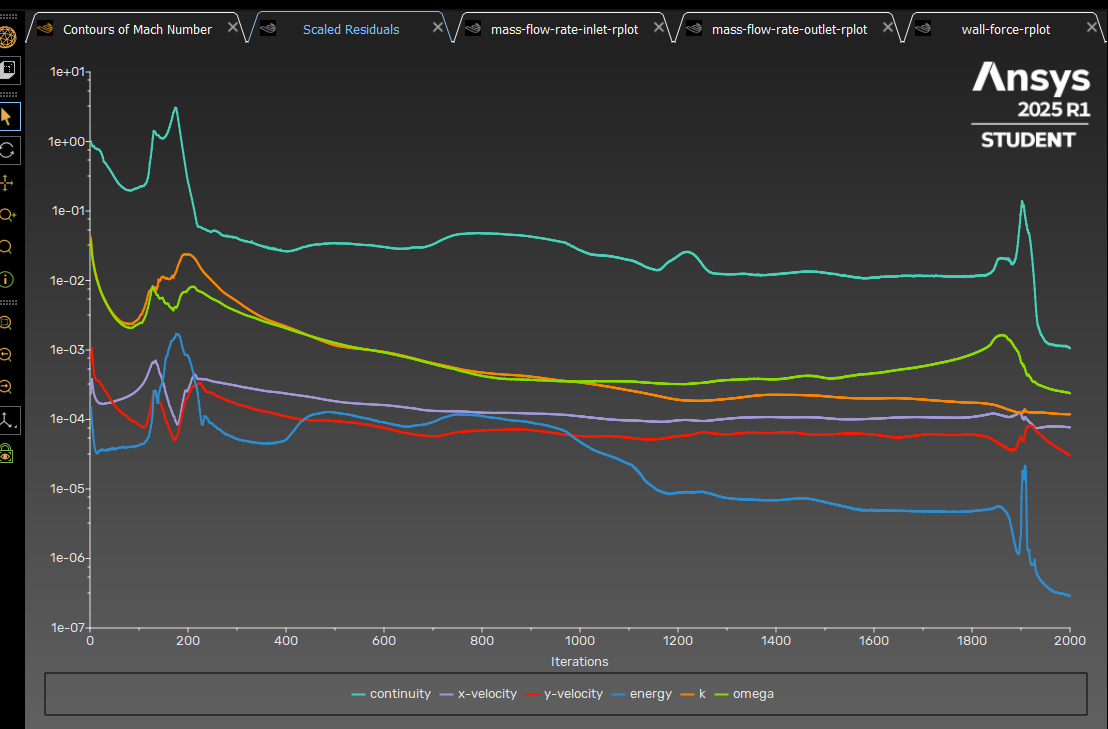 Contours of Mach Number
Scaled Residuals
mass-flow-rate-inlet-rplot
mass-flow-rate-outlet-rplot
wall-force-rplot
Ansys
2025 R1
STUDENT
1e+01
1e+00
1e-01
1e-02
1e-03
1e-04
1e-05
1e-06
1e-07
0 200 400 600 800 1000 1200 1400 1600 1800 2000
Iterations
continuity x-velocity y-velocity energy k omega